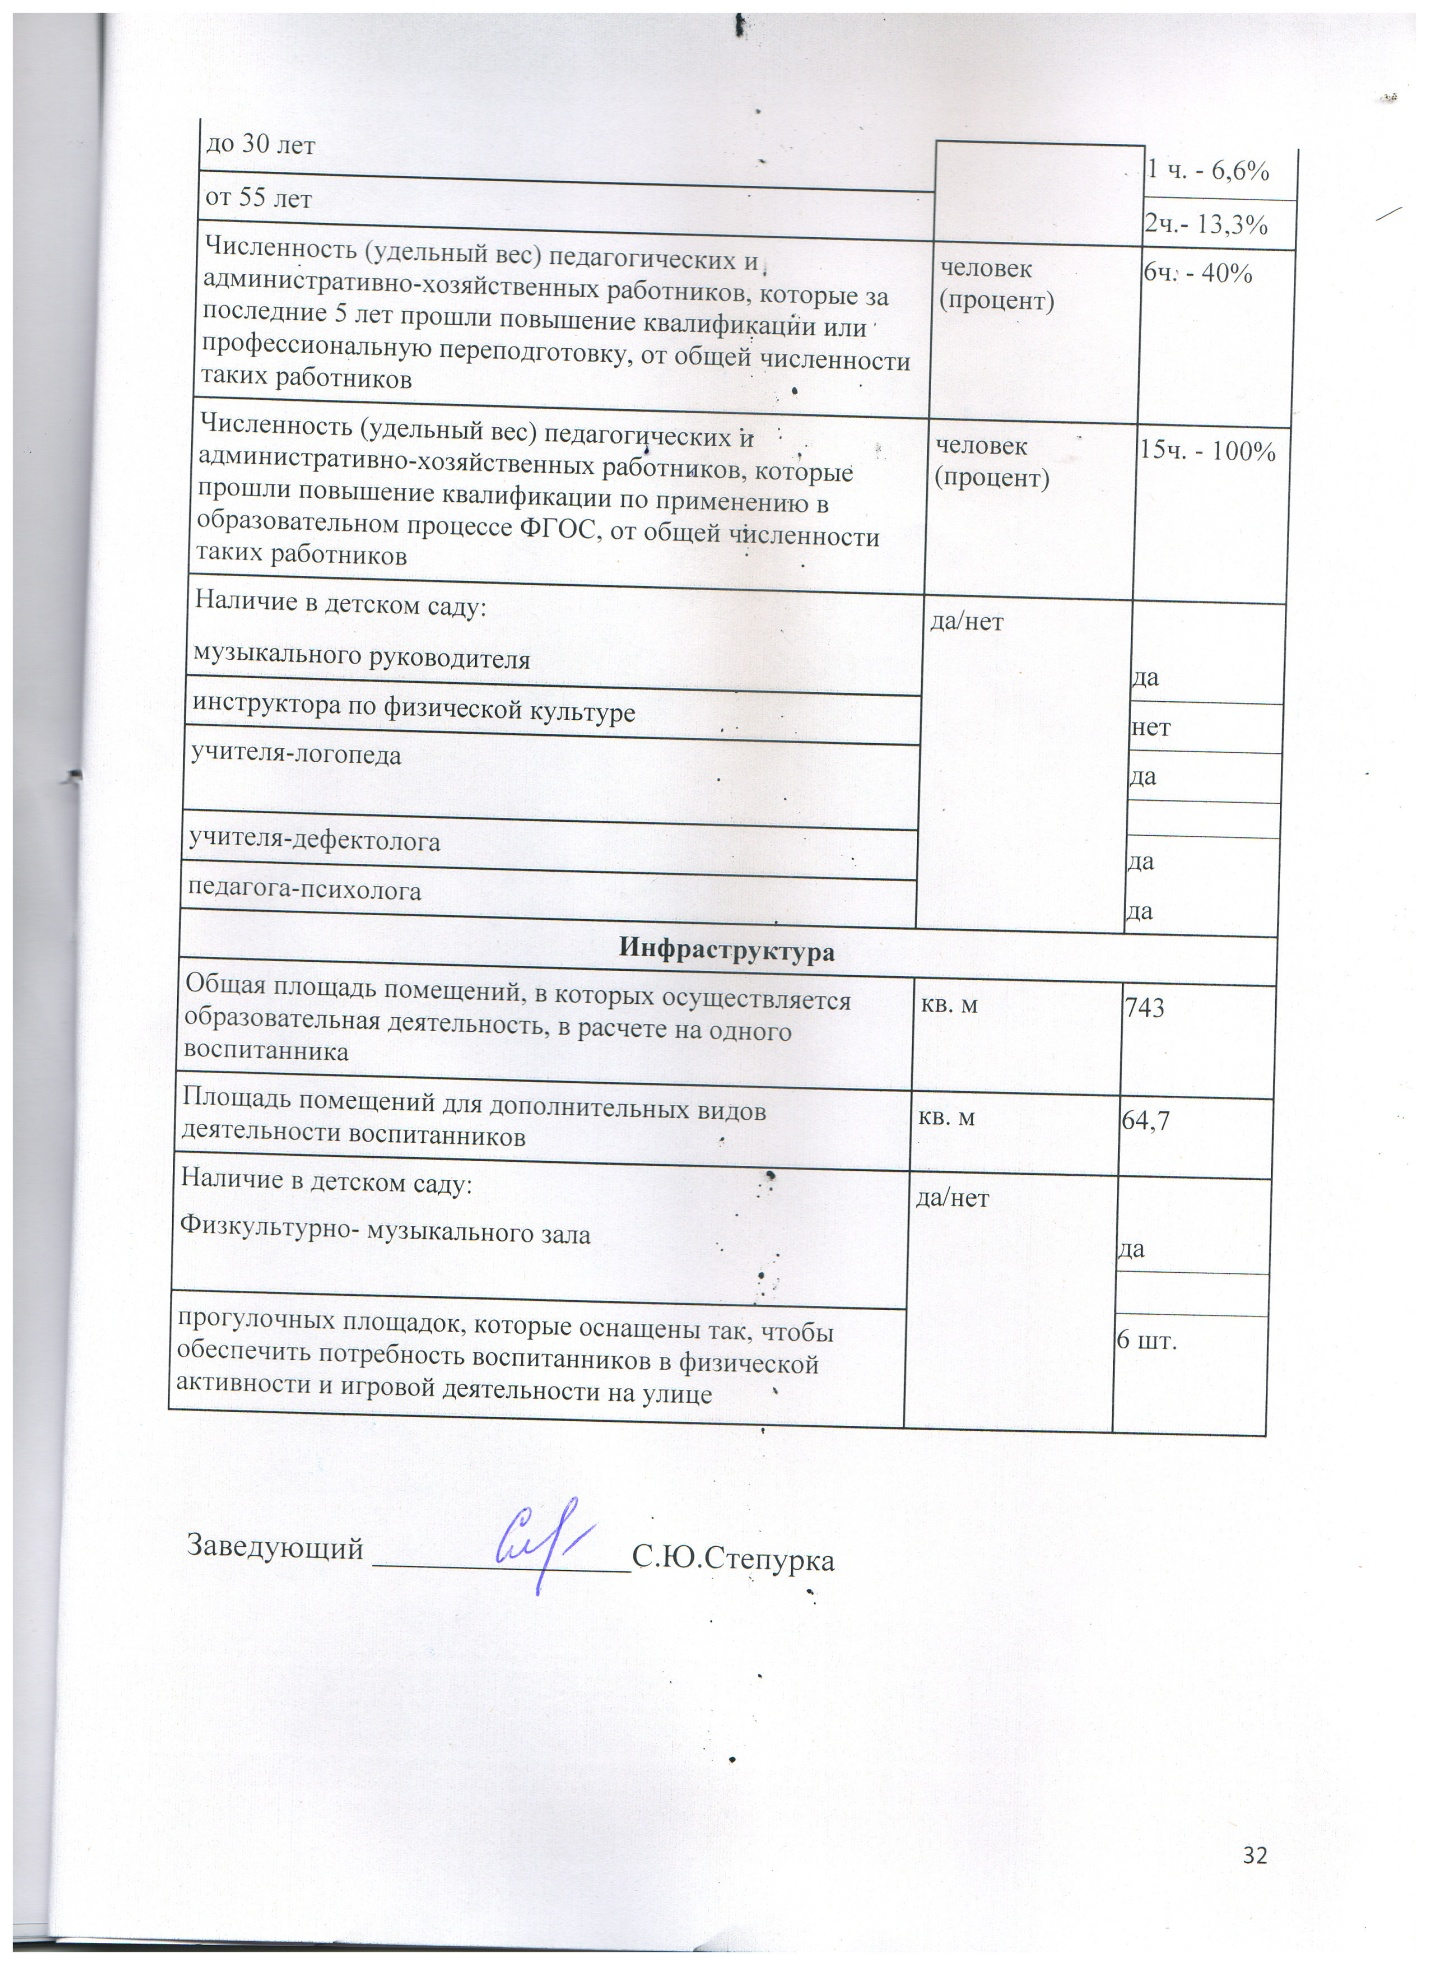 до 30 лет
1 ч. - 6,6%
от 55 лет
2ч.- 13,3%
Численность (удельный вес) педагогических и
административно-хозяйственных работников, которые за
последние 5 лет прошли повышение квалификации или
профессиональную переподготовку, от общей численности
таких работников
человек
(процент)
6ч. - 40%
Численность (удельный вес) педагогических и
административно-хозяйственных работников, которые
прошли повышение квалификации по применению в
образовательном процессе ФГОС, от общей численности
таких работников
человек
(процент)
15ч. - 100%
Наличие в детском саду:
да/нет
музыкального руководителя
да
инструктора по физической культуре
нет
учителя-логопеда
да
учителя-дефектолога
да
педагога-психолога
да
Инфраструктура
Общая площадь помещений, в которых осуществляется
образовательная деятельность, в расчете на одного
воспитанника
кв. м
743
Площадь помещений для дополнительных видов
деятельности воспитанников
кв. м
64,7
Наличие в детском саду:
да/нет
Физкультурно- музыкального зала
да
прогулочных площадок, которые оснащены так, чтобы
обеспечить потребность воспитанников в физической
активности и игровой деятельности на улице
6 шт.
Заведующий __________________С.Ю.Степурка
32